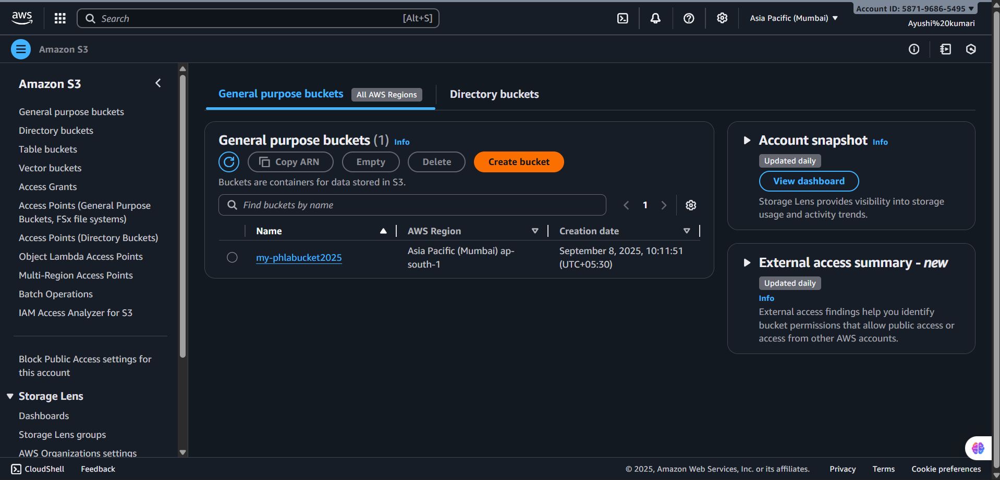 aws
Search
[Alt+S]
Asia Pacific (Mumbai)
Account ID: 5871-9686-5495
Ayushi%20kumari
Amazon S3
Amazon S3
General purpose buckets
Directory buckets
Table buckets
Vector buckets
Access Grants
Access Points (General Purpose
Buckets, FSx file systems)
Access Points (Directory Buckets)
Object Lambda Access Points
Multi-Region Access Points
Batch Operations
IAM Access Analyzer for S3
Block Public Access settings for
this account
Storage Lens
Dashboards
Storage Lens groups
AWS Organizations settings
General purpose buckets All AWS Regions
Directory buckets
General purpose buckets (1) Info
Copy ARN
Empty
Delete
Create bucket
Buckets are containers for data stored in S3.
Find buckets by name
1
Name
AWS Region
Creation date
my-phlabucket2025
Asia Pacific (Mumbai) ap-
south-1
September 8, 2025, 10:11:51
(UTC+05:30)
Account snapshot Info
Updated daily
View dashboard
Storage Lens provides visibility into storage
usage and activity trends.
External access summary - new
Updated daily
Info
External access findings help you identify
bucket permissions that allow public access or
access from other AWS accounts.
CloudShell
Feedback
© 2025, Amazon Web Services, Inc. or its affiliates.
Privacy
Terms
Cookie preferences